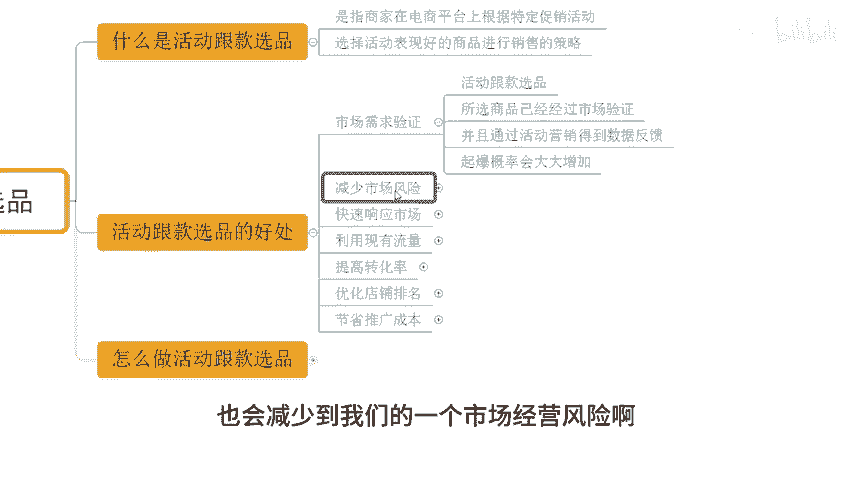 什么是活动跟款选品
是指商家在电商平台上根据特定促销活动
选择活动表现好的商品进行销售的策略
选品
活动跟款选品的好处
市场需求验证
活动跟款选品
所选商品己经经过市场验证
并且通过活动营销得到数据反馈
起爆概率会大大增加
减少市场风险
快速响应市场
利用现有流量
提高转化率
优化店铺排名
节省推广成本
怎么做活动跟款选品
也会减少到我们的一个市场经营风险啊
bilibili